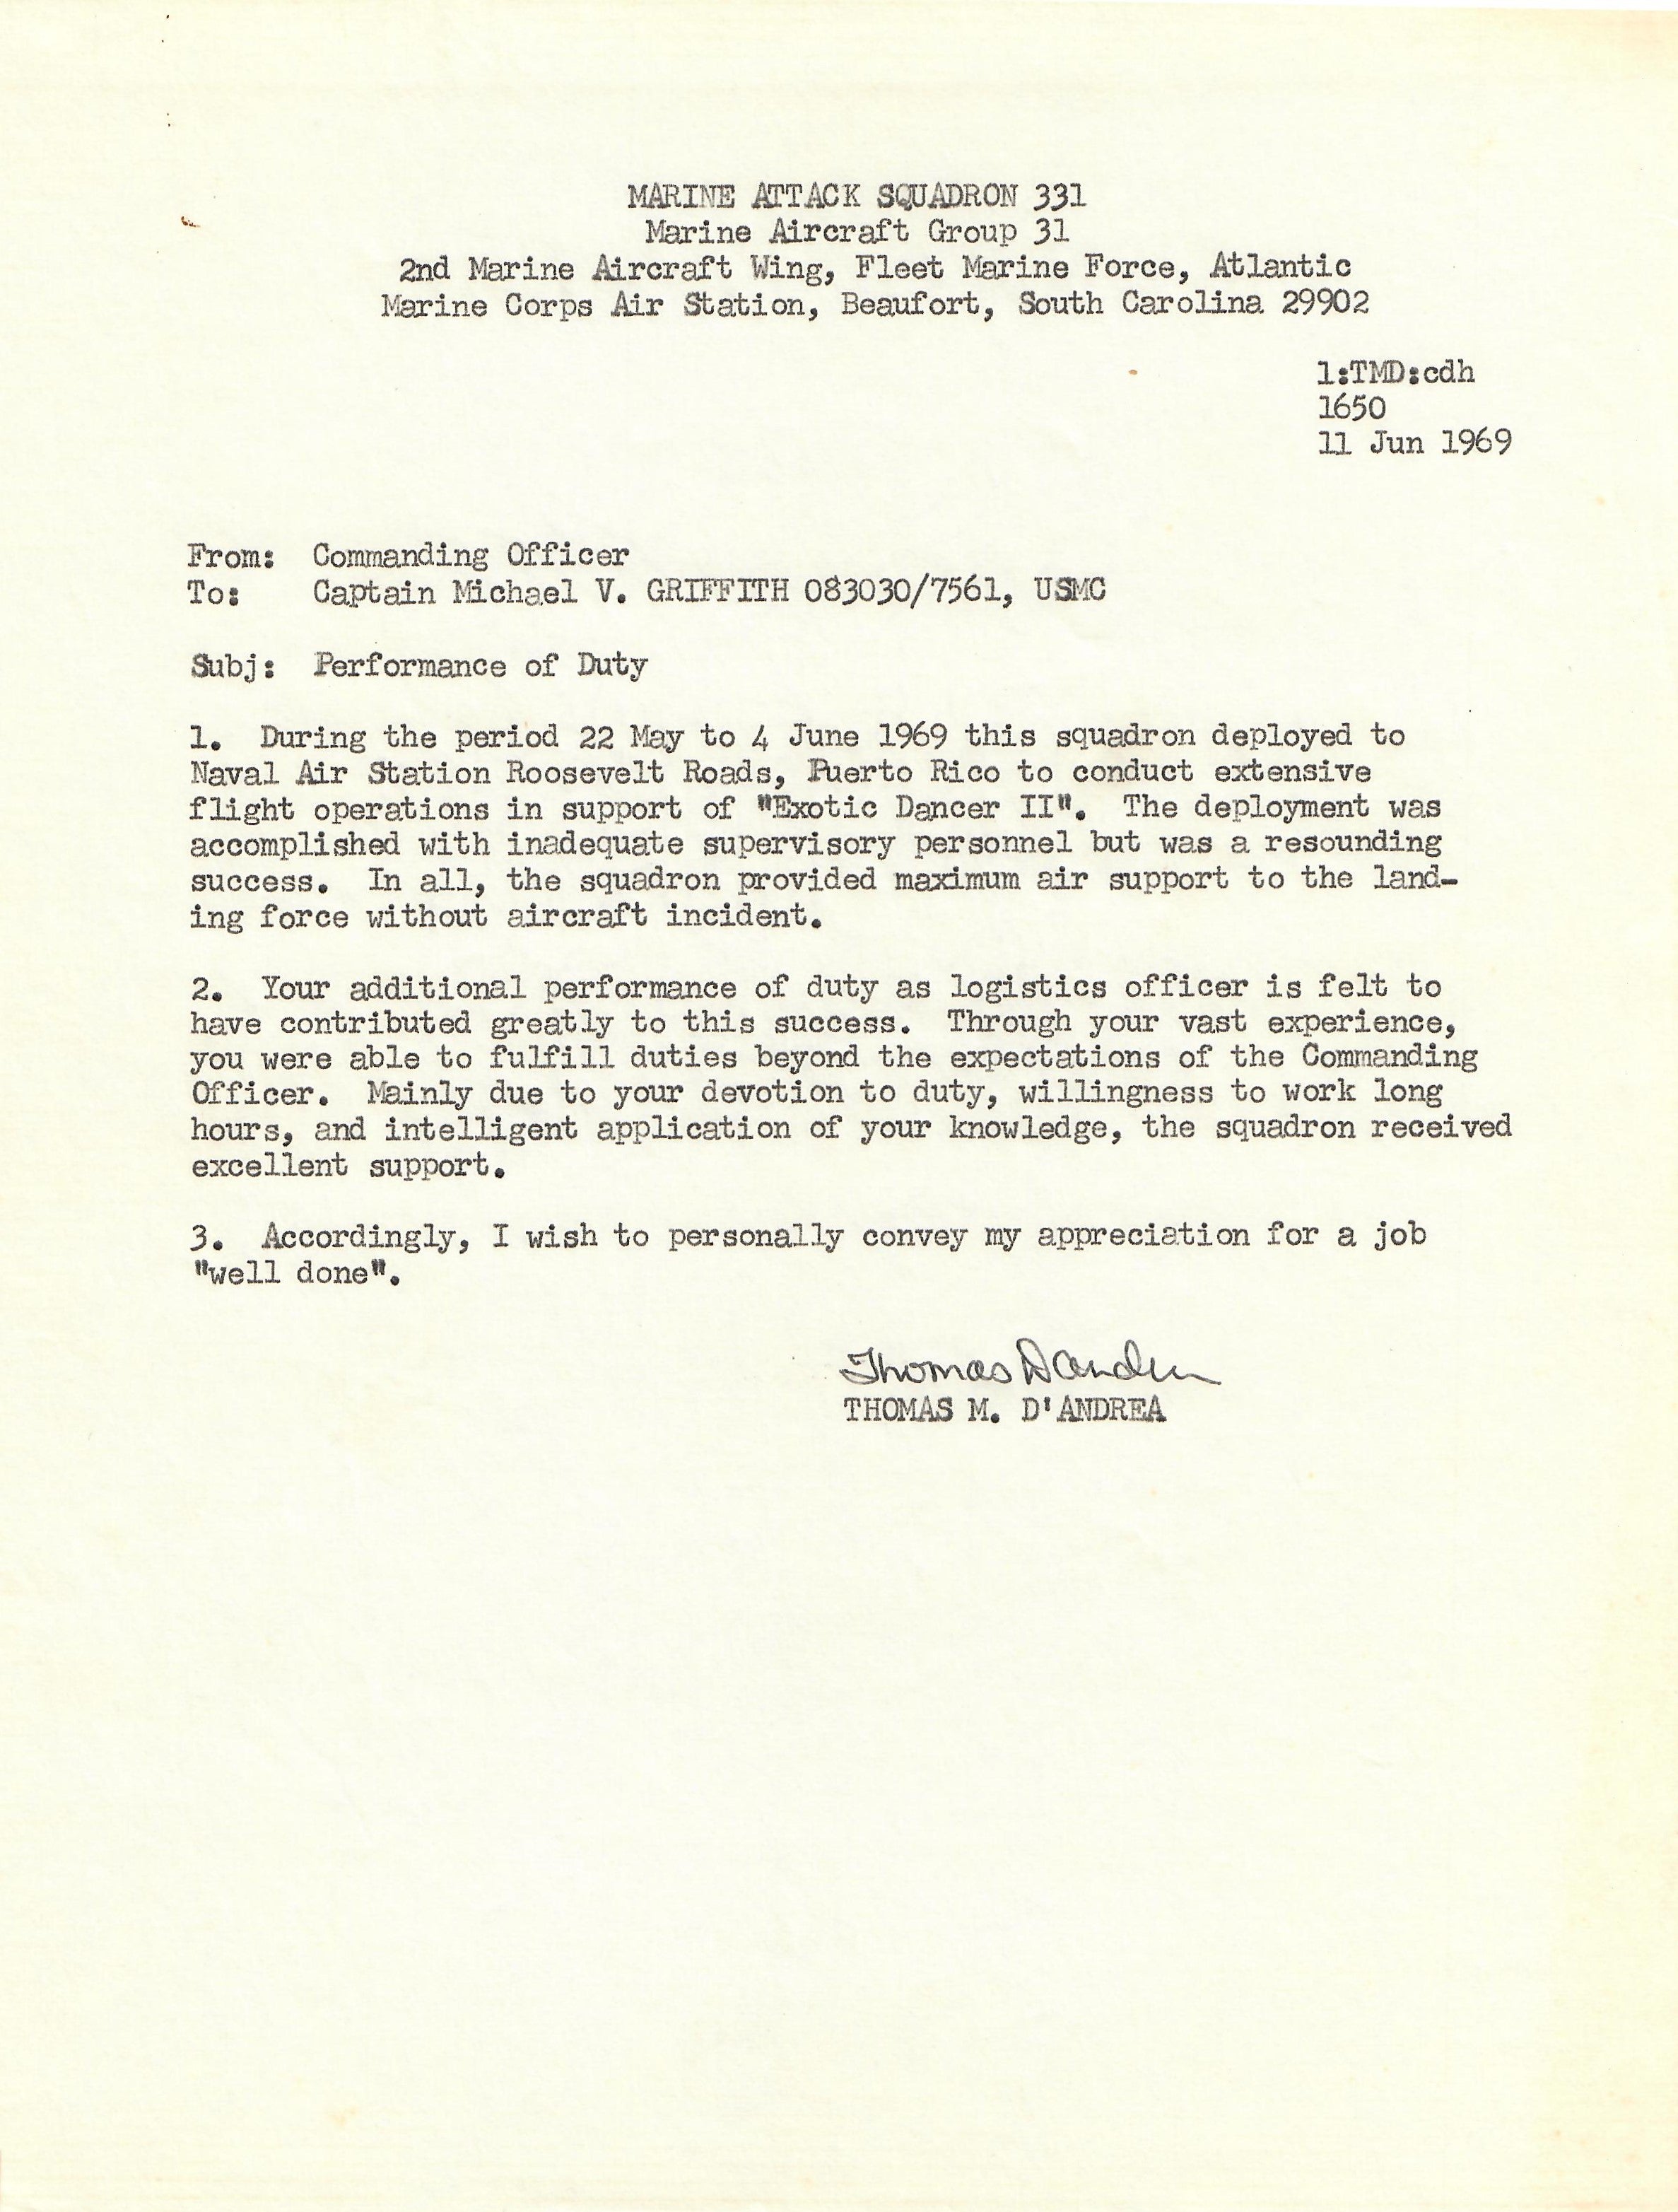 MARINE ATTACK SQUADRON 331
Marine Aircraft Group 31
2nd Marine Aircraft Wing, Fleet Marine Force, Atlantic
Marine Corps Air Station, Beaufort, South Carolina 29902
1:TMD:cdh
1650
11 Jun 1969
From: Commanding Officer
To: Captain Michael V. GRIFFITH 083030/7561, USMC
Subj: Performance of Duty
1. During the period 22 May to 4 June 1969 this squadron deployed to
Naval Air Station Roosevelt Roads, Puerto Rico to conduct extensive
flight operations in support of "Exotic Dancer II". The deployment was
accomplished with inadequate supervisory personnel but was a resounding
success. In all, the squadron provided maximum air support to the land-
ing force without aircraft incident.
2. Your additional performance of duty as logistics officer is felt to
have contributed greatly to this success. Through your vast experience,
you were able to fulfill duties beyond the expectations of the Commanding
Officer. Mainly due to your devotion to duty, willingness to work long
hours, and intelligent application of your knowledge, the squadron received
excellent support.
3. Accordingly, I wish to personally convey my appreciation for a job
"well done".
Thomas D'Andrea
THOMAS M. D'ANDREA